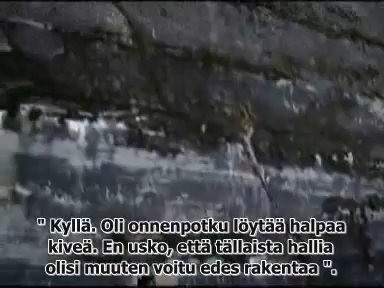 " Kyllä. Oli onnenpotku löytää halpaa
kiveä. En usko, että tällaista hallia
olisi muuten voitu edes rakentaa ".